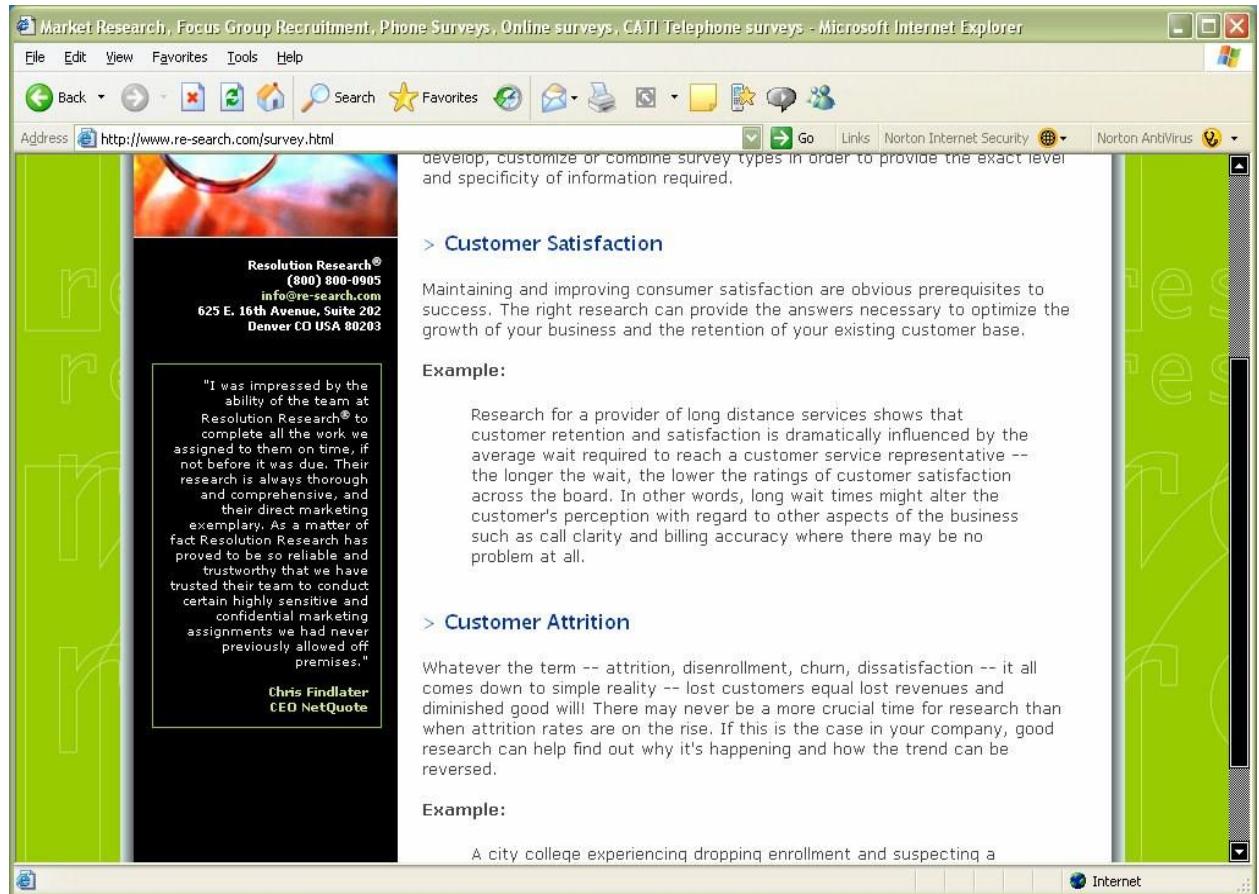 Market Research, Focus Group Recruitment, Phone Surveys, Online surveys, CATI Telephone surveys - Microsoft Internet Explorer
File Edit View Favorites Tools Help
Back Search Favorites
Address http://www.re-search.com/survey.html Go Links Norton Internet Security Norton AntiVirus
develop, customize or combine survey types in order to provide the exact level
and specificity of information required.
> Customer Satisfaction
Maintaining and improving consumer satisfaction are obvious prerequisites to
success. The right research can provide the answers necessary to optimize the
growth of your business and the retention of your existing customer base.
Example:
Research for a provider of long distance services shows that
customer retention and satisfaction is dramatically influenced by the
average wait required to reach a customer service representative --
the longer the wait, the lower the ratings of customer satisfaction
across the board. In other words, long wait times might alter the
customer's perception with regard to other aspects of the business
such as call clarity and billing accuracy where there may be no
problem at all.
> Customer Attrition
Whatever the term -- attrition, disenrollment, churn, dissatisfaction -- it all
comes down to simple reality -- lost customers equal lost revenues and
diminished good will! There may never be a more crucial time for research than
when attrition rates are on the rise. If this is the case in your company, good
research can help find out why it's happening and how the trend can be
reversed.
Example:
A city college experiencing dropping enrollment and suspecting a
Resolution Research®
(800) 800-0905
info@re-search.com
625 E. 16th Avenue, Suite 202
Denver CO USA 80203
"I was impressed by the
ability of the team at
Resolution Research® to
complete all the work we
assigned to them on time, if
not before it was due. Their
research is always thorough
and comprehensive, and
their direct marketing
exemplary. As a matter of
fact Resolution Research has
proved to be so reliable and
trustworthy that we have
trusted their team to conduct
certain highly sensitive and
confidential marketing
assignments we had never
previously allowed off
premises."
Chris Findlater
CEO NetQuote
Internet